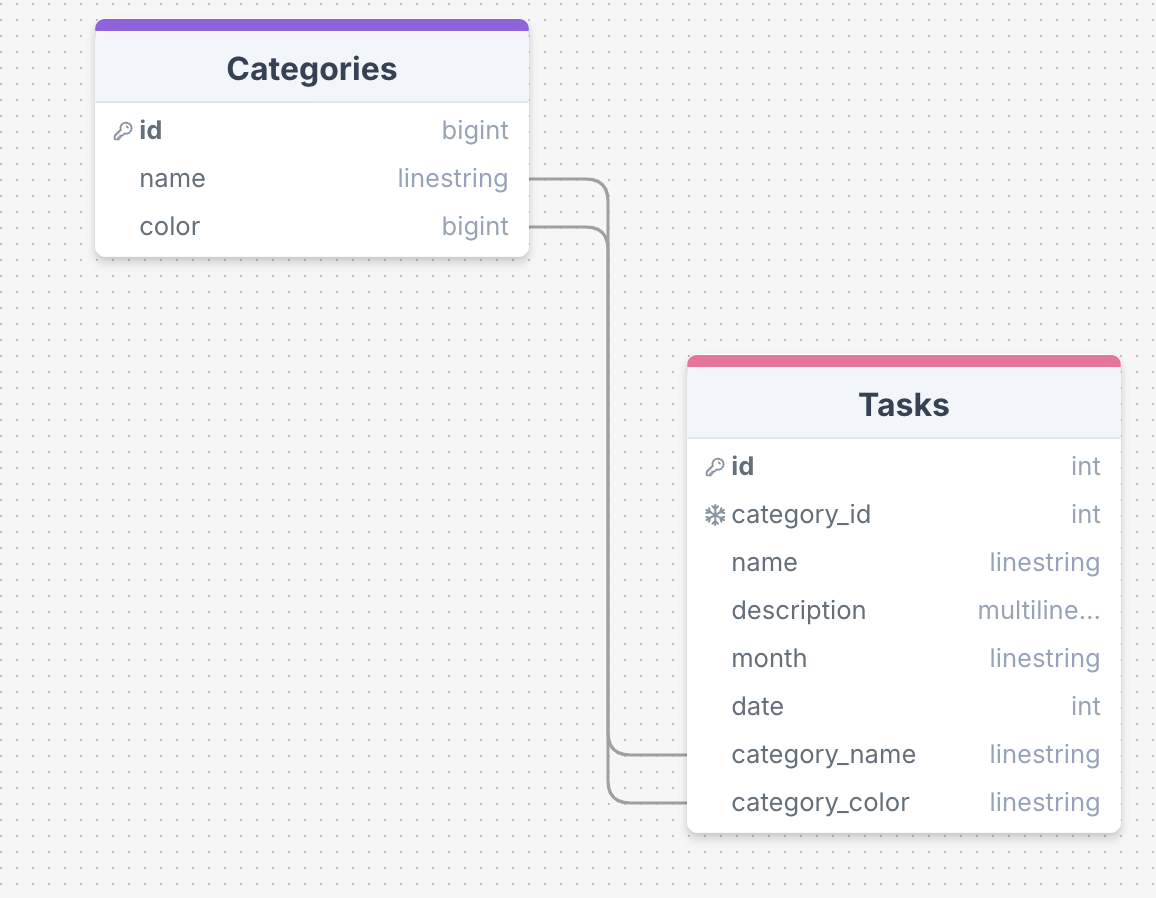 Categories
id bigint
name linestring
color bigint
Tasks
id int
category_id int
name linestring
description multiline...
month linestring
date int
category_name linestring
category_color linestring